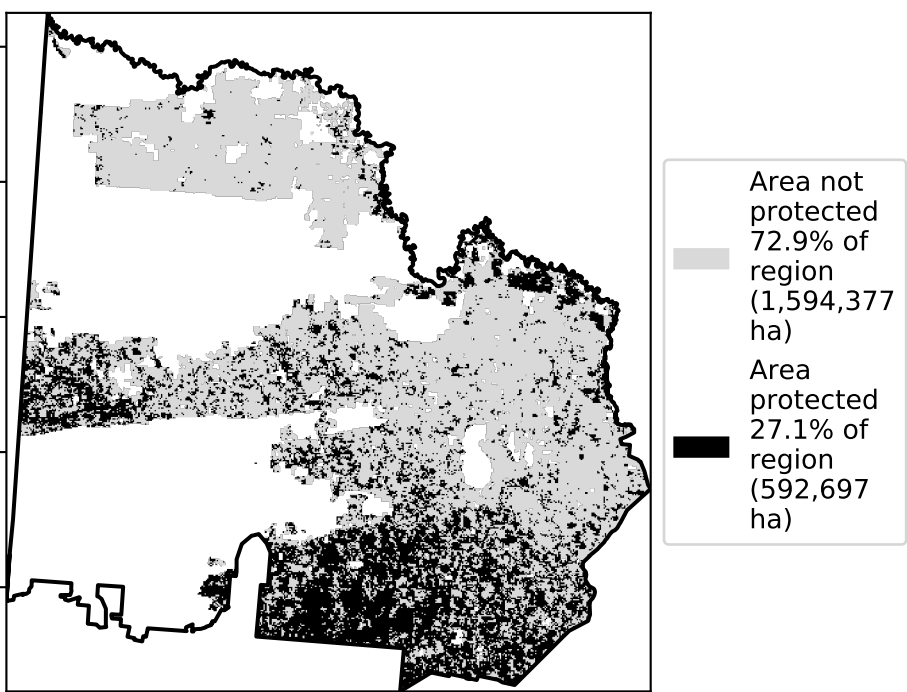 Area not
protected
72.9% of
region
(1,594,377
ha)
Area
protected
27.1% of
region
(592,697
ha)